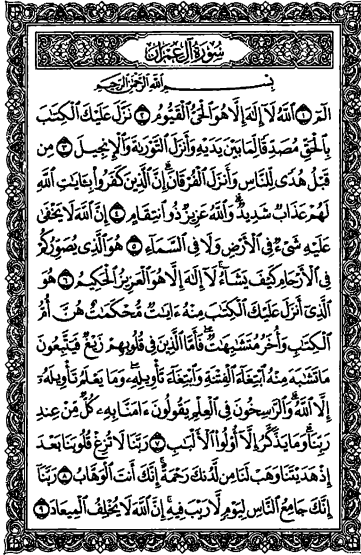 سُورَةُ آلِ عِمْرَان
بِسْمِ اللَّهِ الرَّحْمَٰنِ الرَّحِيمِ
الٓمٓ ١ ٱللَّهُ لَآ إِلَٰهَ إِلَّا هُوَ ٱلْحَىُّ ٱلْقَيُّومُ ٢ نَزَّلَ عَلَيْكَ ٱلْكِتَٰبَ
بِٱلْحَقِّ مُصَدِّقًا لِّمَا بَيْنَ يَدَيْهِ وَأَنزَلَ ٱلتَّوْرَىٰةَ وَٱلْإِنجِيلَ ٣ مِن
قَبْلُ هُدًى لِّلنَّاسِ وَأَنزَلَ ٱلْفُرْقَانَ إِنَّ ٱلَّذِينَ كَفَرُوا۟ بِـَٔايَٰتِ ٱللَّهِ
لَهُمْ عَذَابٌ شَدِيدٌ وَٱللَّهُ عَزِيزٌ ذُو ٱنتِقَامٍ ٤ إِنَّ ٱللَّهَ لَا يَخْفَىٰ
عَلَيْهِ شَىْءٌ فِى ٱلْأَرْضِ وَلَا فِى ٱلسَّمَآءِ ٥ هُوَ ٱلَّذِى يُصَوِّرُكُمْ
فِى ٱلْأَرْحَامِ كَيْفَ يَشَآءُ لَآ إِلَٰهَ إِلَّا هُوَ ٱلْعَزِيزُ ٱلْحَكِيمُ ٦ هُوَ
ٱلَّذِىٓ أَنزَلَ عَلَيْكَ ٱلْكِتَٰبَ مِنْهُ ءَايَٰتٌ مُّحْكَمَٰتٌ هُنَّ أُمُّ
ٱلْكِتَٰبِ وَأُخَرُ مُتَشَٰبِهَٰتٌ فَأَمَّا ٱلَّذِينَ فِى قُلُوبِهِمْ زَيْغٌ فَيَتَّبِعُونَ
مَا تَشَٰبَهَ مِنْهُ ٱبْتِغَآءَ ٱلْفِتْنَةِ وَٱبْتِغَآءَ تَأْوِيلِهِۦ وَمَا يَعْلَمُ تَأْوِيلَهُۥٓ
إِلَّا ٱللَّهُ وَٱلرَّٰسِخُونَ فِى ٱلْعِلْمِ يَقُولُونَ ءَامَنَّا بِهِۦ كُلٌّ مِّنْ عِندِ
رَبِّنَا وَمَا يَذَّكَّرُ إِلَّآ أُو۟لُوا۟ ٱلْأَلْبَٰبِ ٧ رَبَّنَا لَا تُزِغْ قُلُوبَنَا بَعْدَ
إِذْ هَدَيْتَنَا وَهَبْ لَنَا مِن لَّدُنكَ رَحْمَةً إِنَّكَ أَنتَ ٱلْوَهَّابُ ٨ رَبَّنَآ
إِنَّكَ جَامِعُ ٱلنَّاسِ لِيَوْمٍ لَّا رَيْبَ فِيهِ إِنَّ ٱللَّهَ لَا يُخْلِفُ ٱلْمِيعَادَ ٩